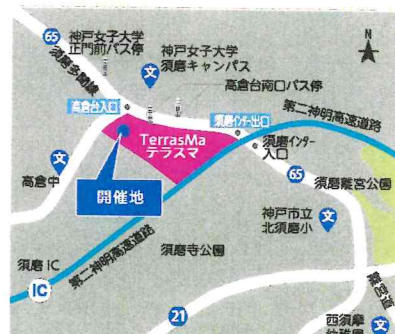 65
神戸女子大学
正門前バス停
神戸女子大学
須磨キャンパス
N
須磨多聞線
文
高倉台南口バス停
高倉台入口
須磨インター出口
第二神明高速道路
TerrasMa
テラスマ
須磨インター
入口
文
高倉中
開催地
65
須磨離宮公園
神戸市立
北須磨小
文
須磨寺公園
須磨IC
第二神明高速道路
IC
離宮道
21
西須磨
幼稚園
文